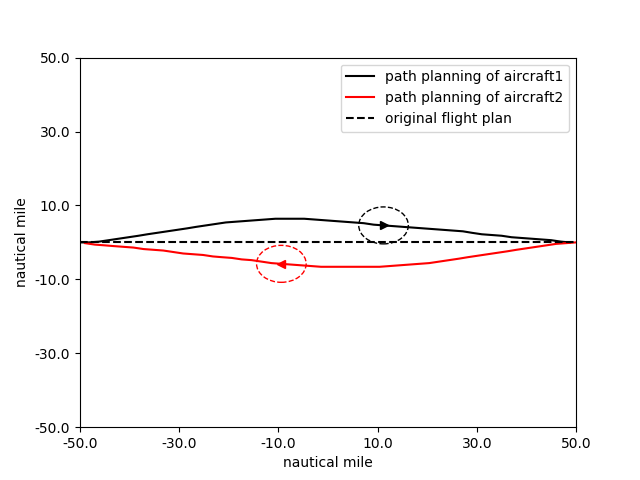 50.0
30.0
10.0
-10.0
-30.0
-50.0
nautical mile
path planning of aircraft1
path planning of aircraft2
original flight plan
-50.0 -30.0 -10.0 10.0 30.0 50.0
nautical mile